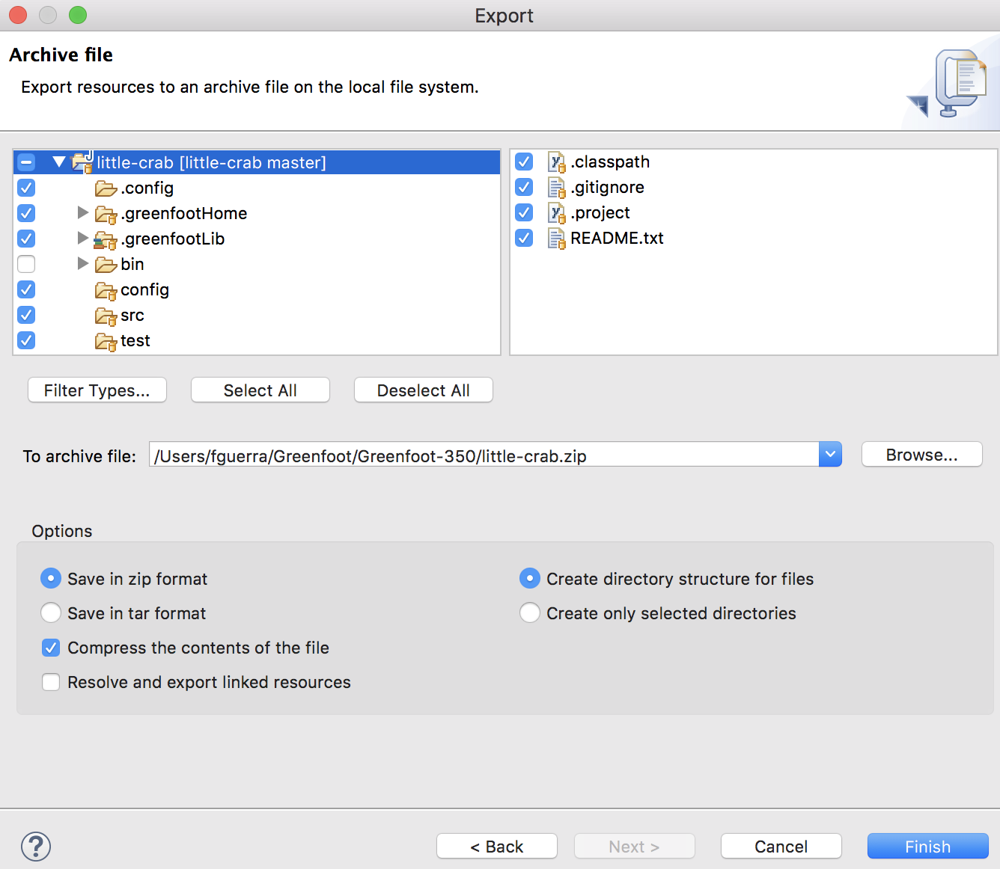 Export
Archive file
Export resources to an archive file on the local file system.
little-crab [little-crab master]
.config
.greenfootHome
.greenfootLib
bin
config
src
test
.classpath
.gitignore
.project
README.txt
Filter Types...
Select All
Deselect All
To archive file:
/Users/fguerra/Greenfoot/Greenfoot-350/little-crab.zip
Browse...
Options
Save in zip format
Save in tar format
Compress the contents of the file
Resolve and export linked resources
Create directory structure for files
Create only selected directories
?
< Back
Next >
Cancel
Finish